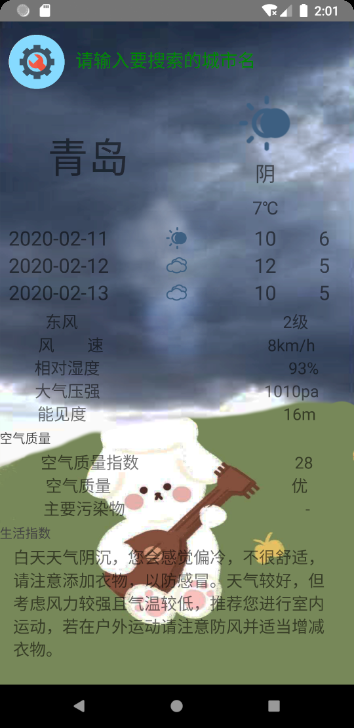 2:01
请输入要搜索的城市名
青岛
阴
7℃
2020-02-11 10 6
2020-02-12 12 5
2020-02-13 10 5
东风 2级
风 速 8km/h
相对湿度 93%
大气压强 1010pa
能见度 16m
空气质量
空气质量指数 28
空气质量 优
主要污染物 -
生活指数
白天天气阴沉，您会感觉偏冷，不很舒适，
请注意添加衣物，以防感冒。天气较好，但
考虑风力较强且气温较低，推荐您进行室内
运动，若在户外运动请注意防风并适当增减
衣物。